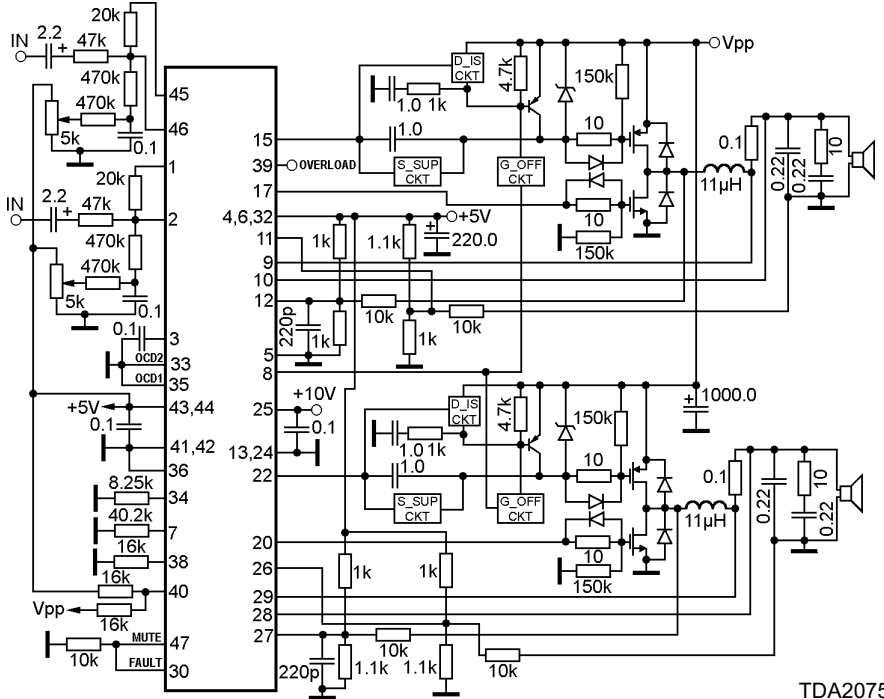 20k
IN
2.2
+
47k
470k
470k
5k
0.1
20k
IN
2.2
+
47k
470k
470k
5k
0.1
0.1
OCD2
OCD1
+5V
0.1
8.25k
40.2k
16k
16k
Vpp
16k
MUTE
10k
FAULT
45
46
1
2
3
33
35
43,44
41,42
36
34
7
38
40
47
30
15
39
17
4,6,32
11
9
10
12
5
8
25
13,24
22
20
26
29
28
27
D_IS
CKT
4.7k
1.0
1k
1.0
S_SUP
CKT
G_OFF
CKT
OVERLOAD
150k
10
10
150k
Vpp
11µH
0.1
0.22
0.22
10
+5V
+
220.0
1k
1.1k
220p
1k
10k
1k
10k
+10V
0.1
D_IS
CKT
4.7k
1.0
1k
1.0
S_SUP
CKT
G_OFF
CKT
150k
10
10
150k
+
1000.0
11µH
0.1
0.22
10
0.22
1k
1k
220p
10k
1.1k
1.1k
10k
TDA2075